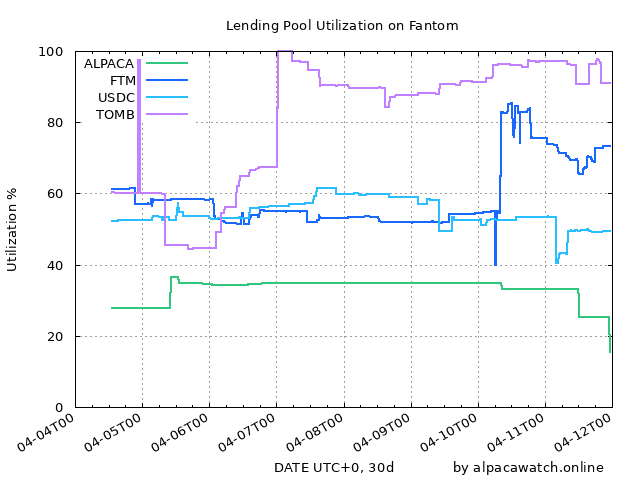 Lending Pool Utilization on Fantom
100
80
60
40
20
0
Utilization %
ALPACA
FTM
USDC
TOMB
04-04T00
04-05T00
04-06T00
04-07T00
04-08T00
04-09T00
04-10T00
04-11T00
04-12T00
DATE UTC+0, 30d
by alpacawatch.online